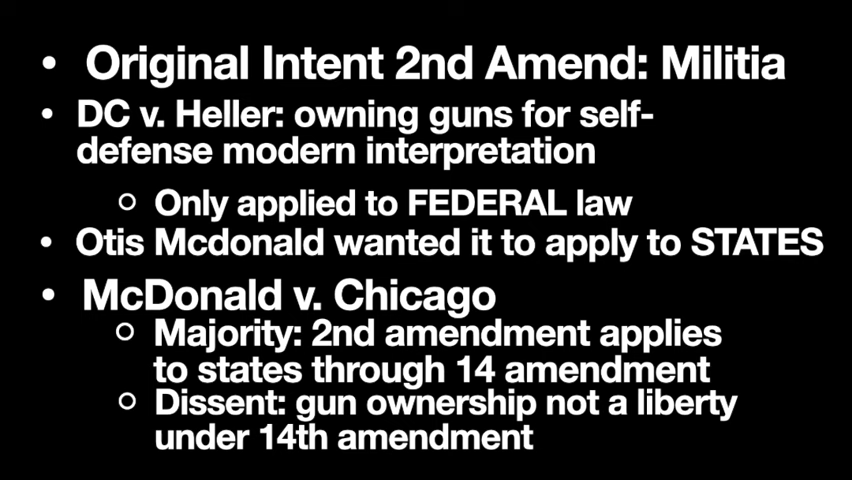 • Original Intent 2nd Amend: Militia
• DC v. Heller: owning guns for self-
defense modern interpretation
○ Only applied to FEDERAL law
• Otis Mcdonald wanted it to apply to STATES
• McDonald v. Chicago
○ Majority: 2nd amendment applies
to states through 14 amendment
○ Dissent: gun ownership not a liberty
under 14th amendment